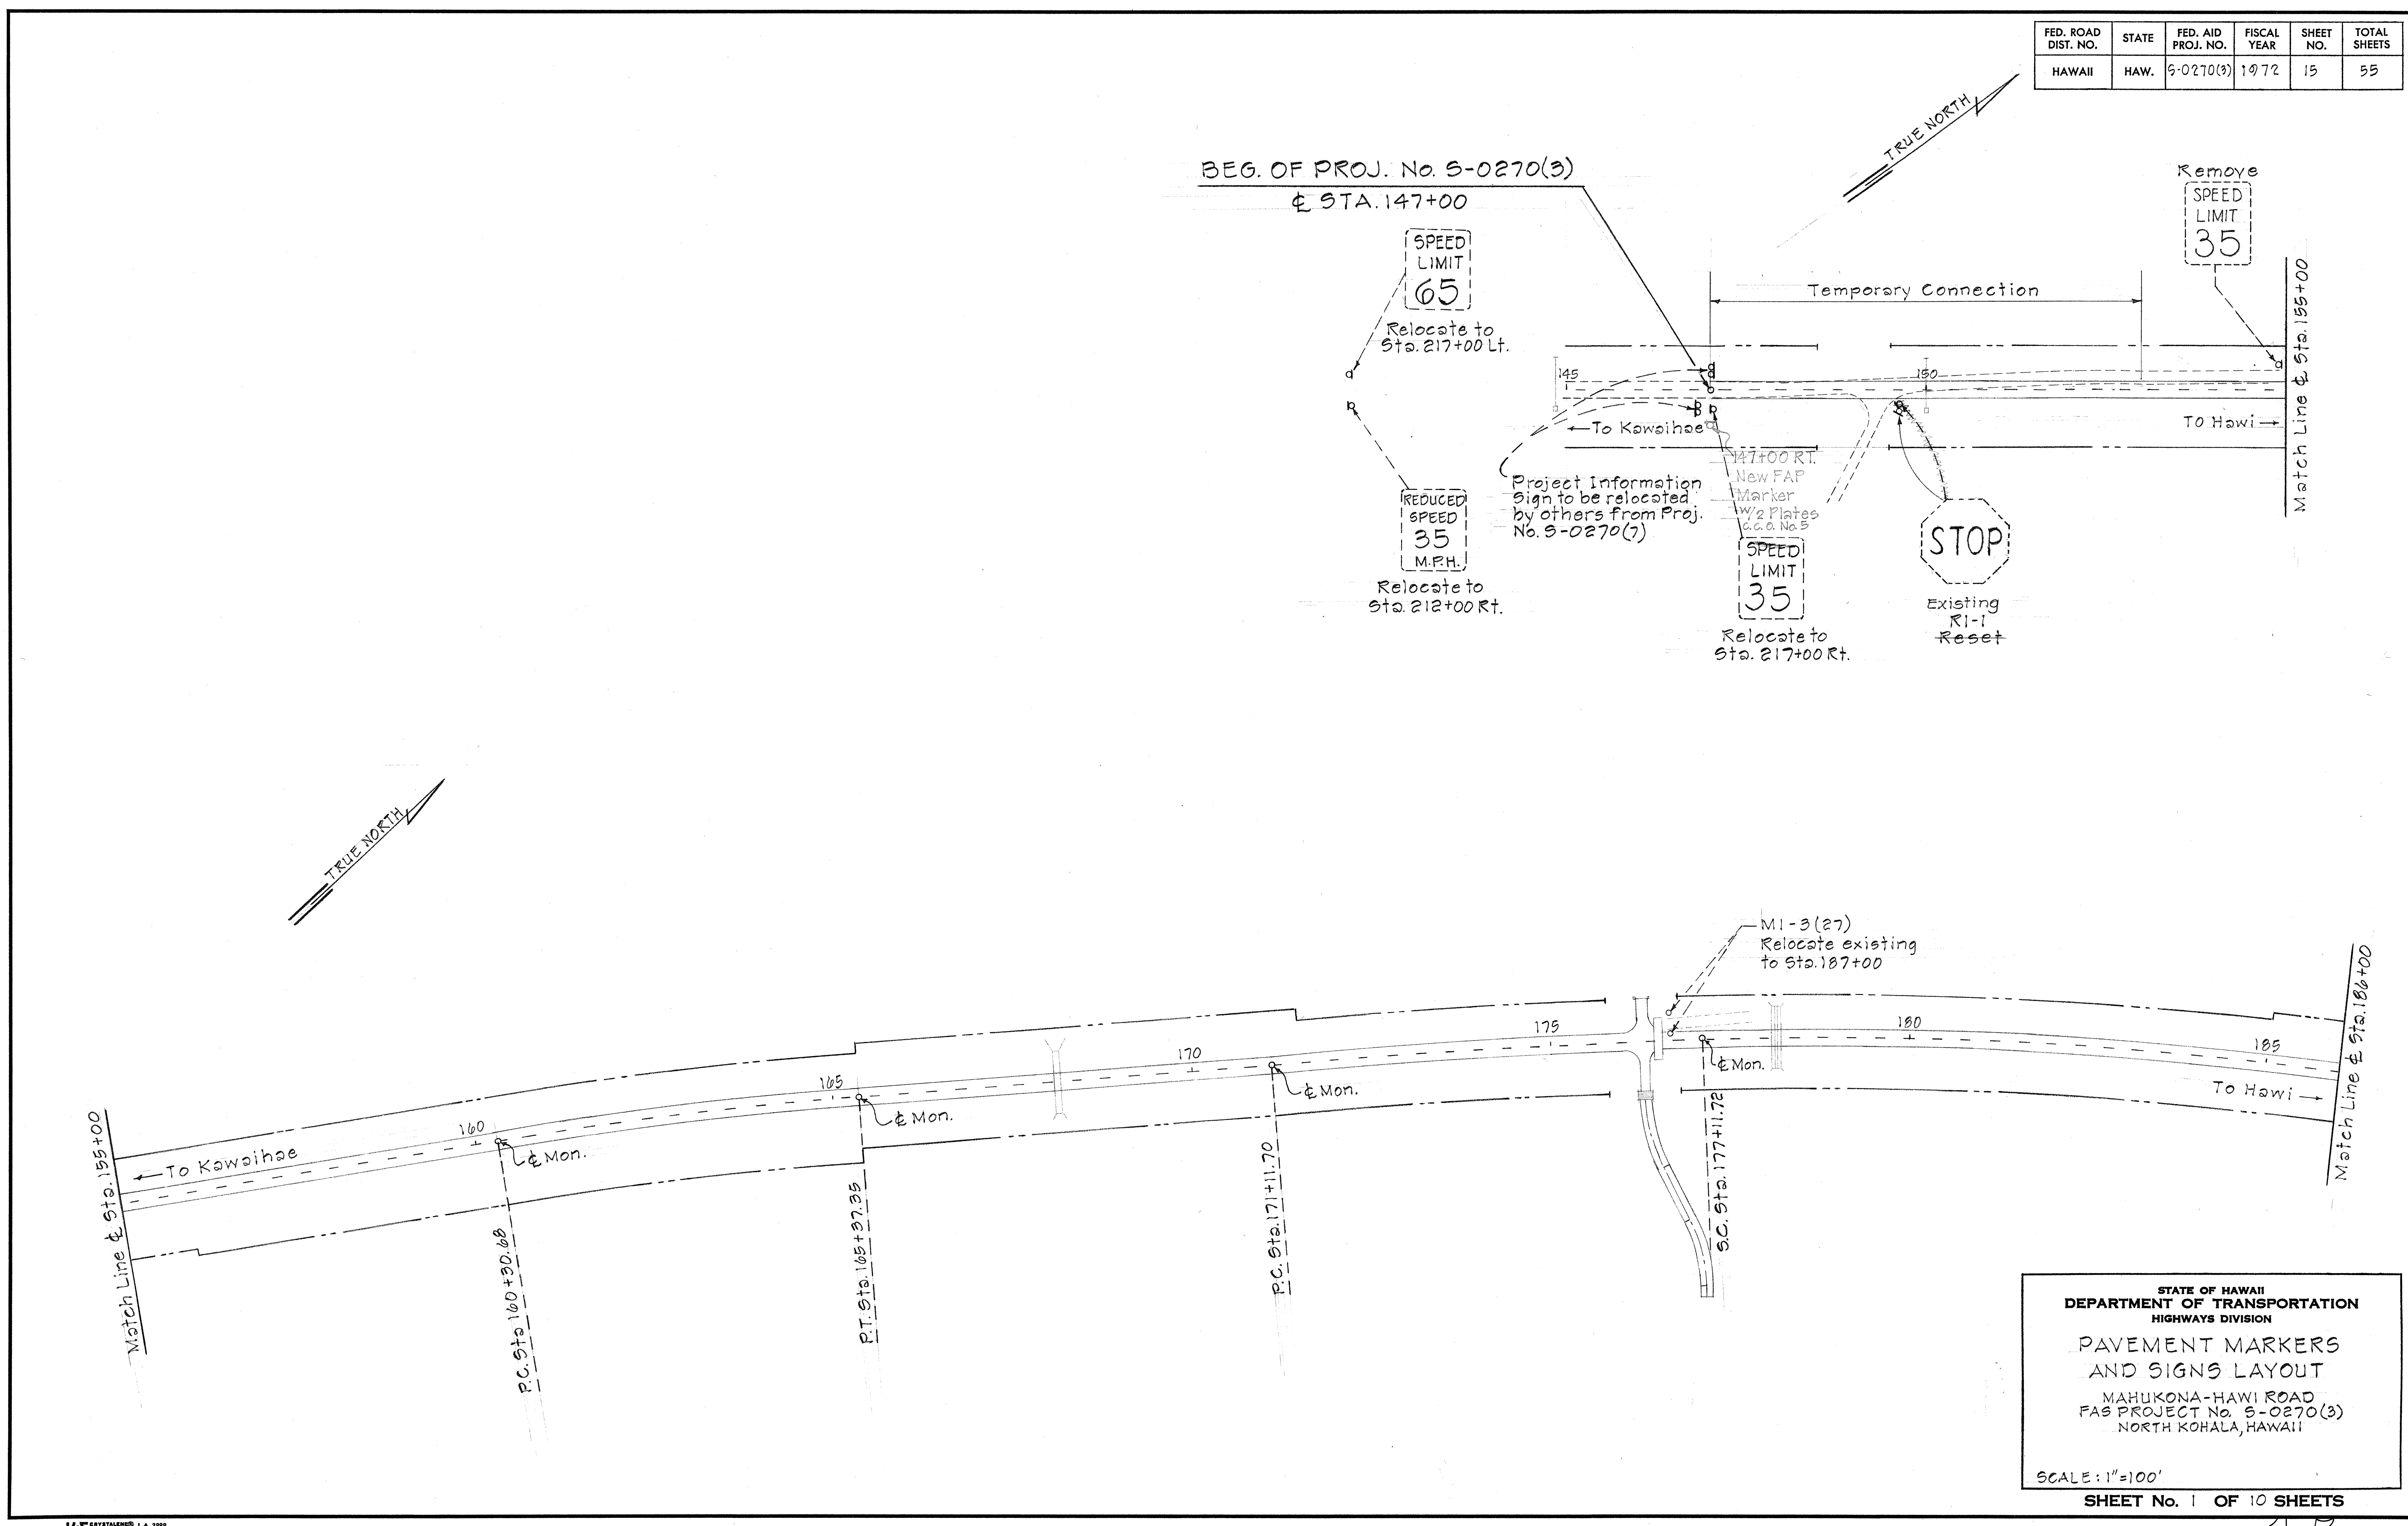 FED. ROAD DIST. NO. STATE FED. AID PROJ. NO. FISCAL YEAR SHEET NO. TOTAL SHEETS
HAWAII HAW. S-0270(3) 1972 15 55
TRUE NORTH
BEG. OF PROJ. No. S-0270(3)
℄ STA. 147+00
Remove
SPEED
LIMIT
35
SPEED
LIMIT
65
Relocate to
Sta. 217+00 Lt.
Temporary Connection
145
150
To Kawaihae
To Hawi
Match Line ℄ Sta. 155+00
REDUCED
SPEED
35
M.P.H.
Relocate to
Sta. 212+00 Rt.
Project Information
Sign to be relocated
by others from Proj.
No. S-0270(7)
147+00 RT.
New FAP
Marker
W/2 Plates
C.C.O. No. 5
SPEED
LIMIT
35
Relocate to
Sta. 217+00 Rt.
STOP
Existing
R1-1
Reset
TRUE NORTH
M1-3(27)
Relocate existing
to Sta. 187+00
Match Line ℄ Sta. 155+00
To Kawaihae
160
℄ Mon.
165
℄ Mon.
170
℄ Mon.
175
℄ Mon.
180
185
To Hawi
Match Line ℄ Sta. 186+00
P.C. Sta 160+30.68
P.T. Sta. 165+37.35
P.C. Sta. 171+11.70
S.C. Sta. 177+11.72
STATE OF HAWAII
DEPARTMENT OF TRANSPORTATION
HIGHWAYS DIVISION
PAVEMENT MARKERS
AND SIGNS LAYOUT
MAHUKONA-HAWI ROAD
FAS PROJECT No. S-0270(3)
NORTH KOHALA, HAWAII
SCALE: 1"=100'
SHEET No. 1 OF 10 SHEETS